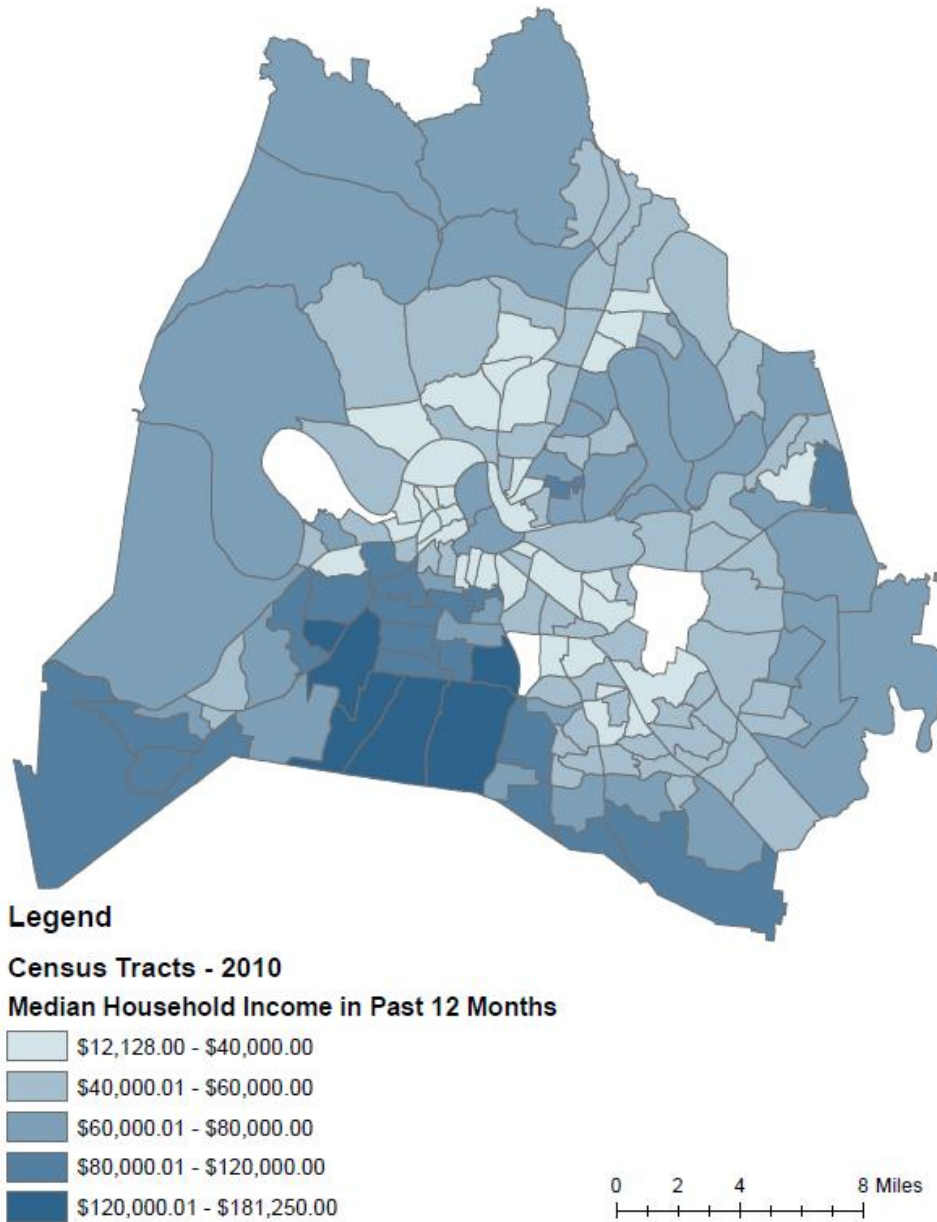 Legend
Census Tracts - 2010
Median Household Income in Past 12 Months
$12,128.00 - $40,000.00
$40,000.01 - $60,000.00
$60,000.01 - $80,000.00
$80,000.01 - $120,000.00
$120,000.01 - $181,250.00
0 2 4 8 Miles